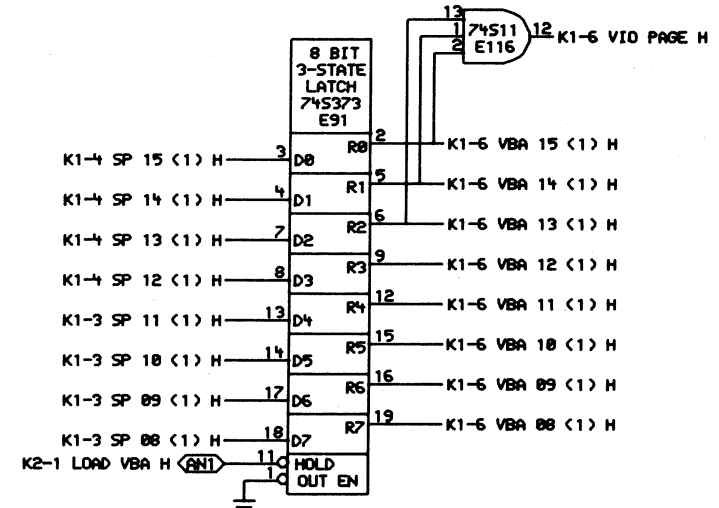 13
1 74S11 12 K1-6 VIO PAGE H
2 E116
8 BIT
3-STATE
LATCH
74S373
E91
K1-4 SP 15 (1) H 3 D0 R0 2 K1-6 VBA 15 (1) H
K1-4 SP 14 (1) H 4 D1 R1 5 K1-6 VBA 14 (1) H
K1-4 SP 13 (1) H 7 D2 R2 6 K1-6 VBA 13 (1) H
K1-4 SP 12 (1) H 8 D3 R3 9 K1-6 VBA 12 (1) H
K1-3 SP 11 (1) H 13 D4 R4 12 K1-6 VBA 11 (1) H
K1-3 SP 10 (1) H 14 D5 R5 15 K1-6 VBA 10 (1) H
K1-3 SP 09 (1) H 17 D6 R6 16 K1-6 VBA 09 (1) H
K1-3 SP 08 (1) H 18 D7 R7 19 K1-6 VBA 08 (1) H
K2-1 LOAD VBA H AN1 11 HOLD
1 OUT EN